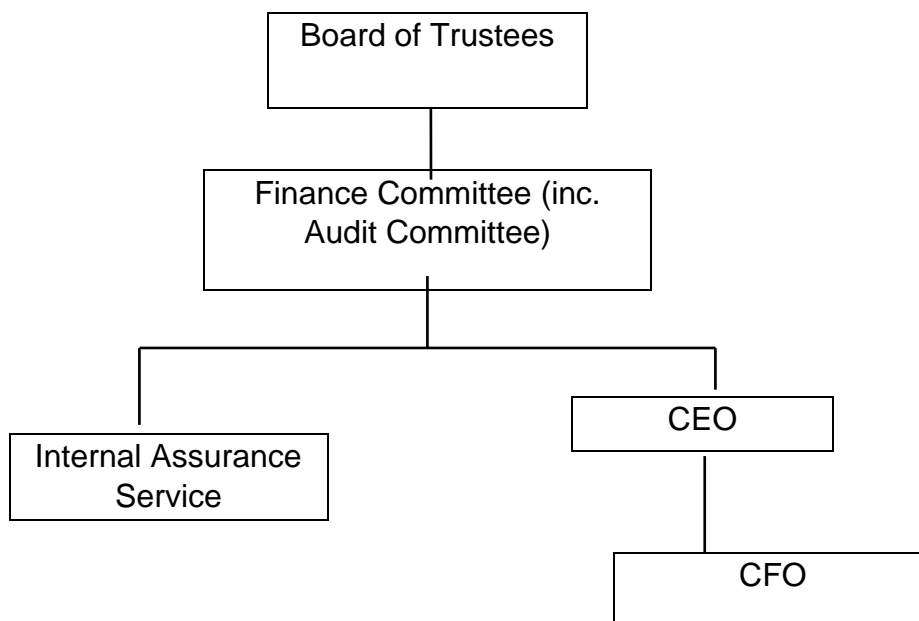 Board of Trustees
Finance Committee (inc.
Audit Committee)
CEO
Internal Assurance
Service
CFO